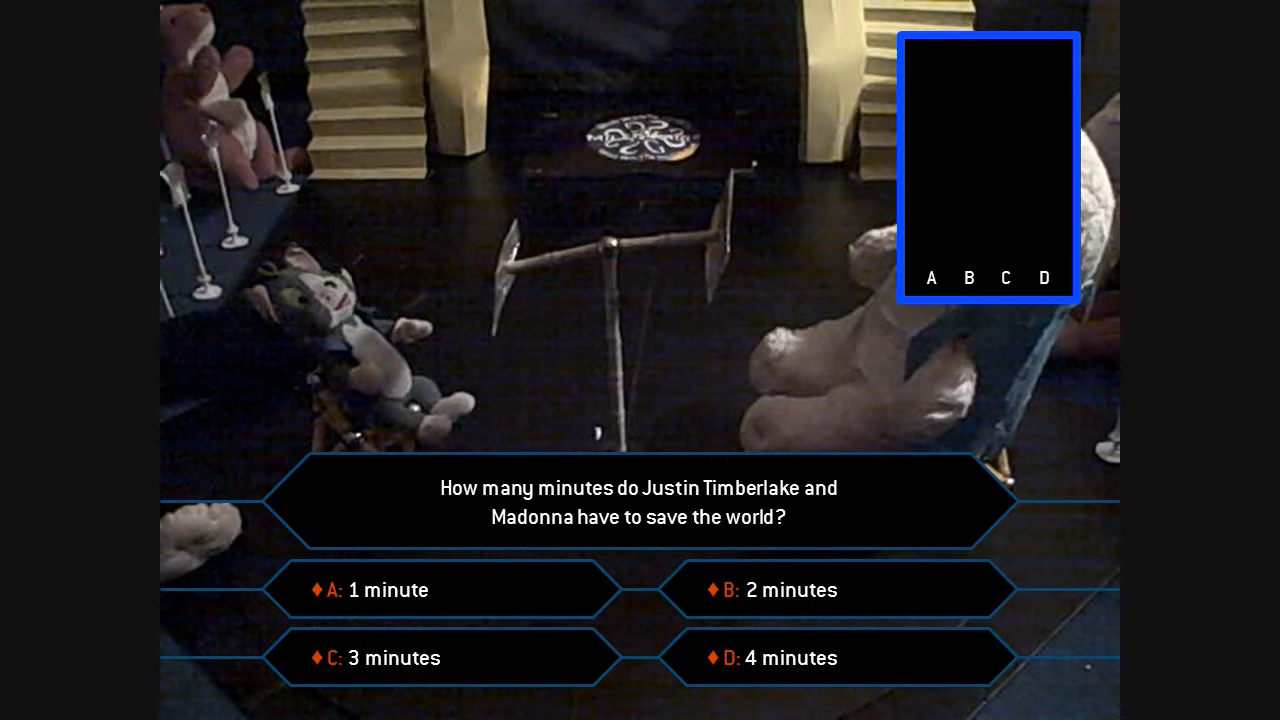 A B C D
How many minutes do Justin Timberlake and
Madonna have to save the world?
A: 1 minute
B: 2 minutes
C: 3 minutes
D: 4 minutes